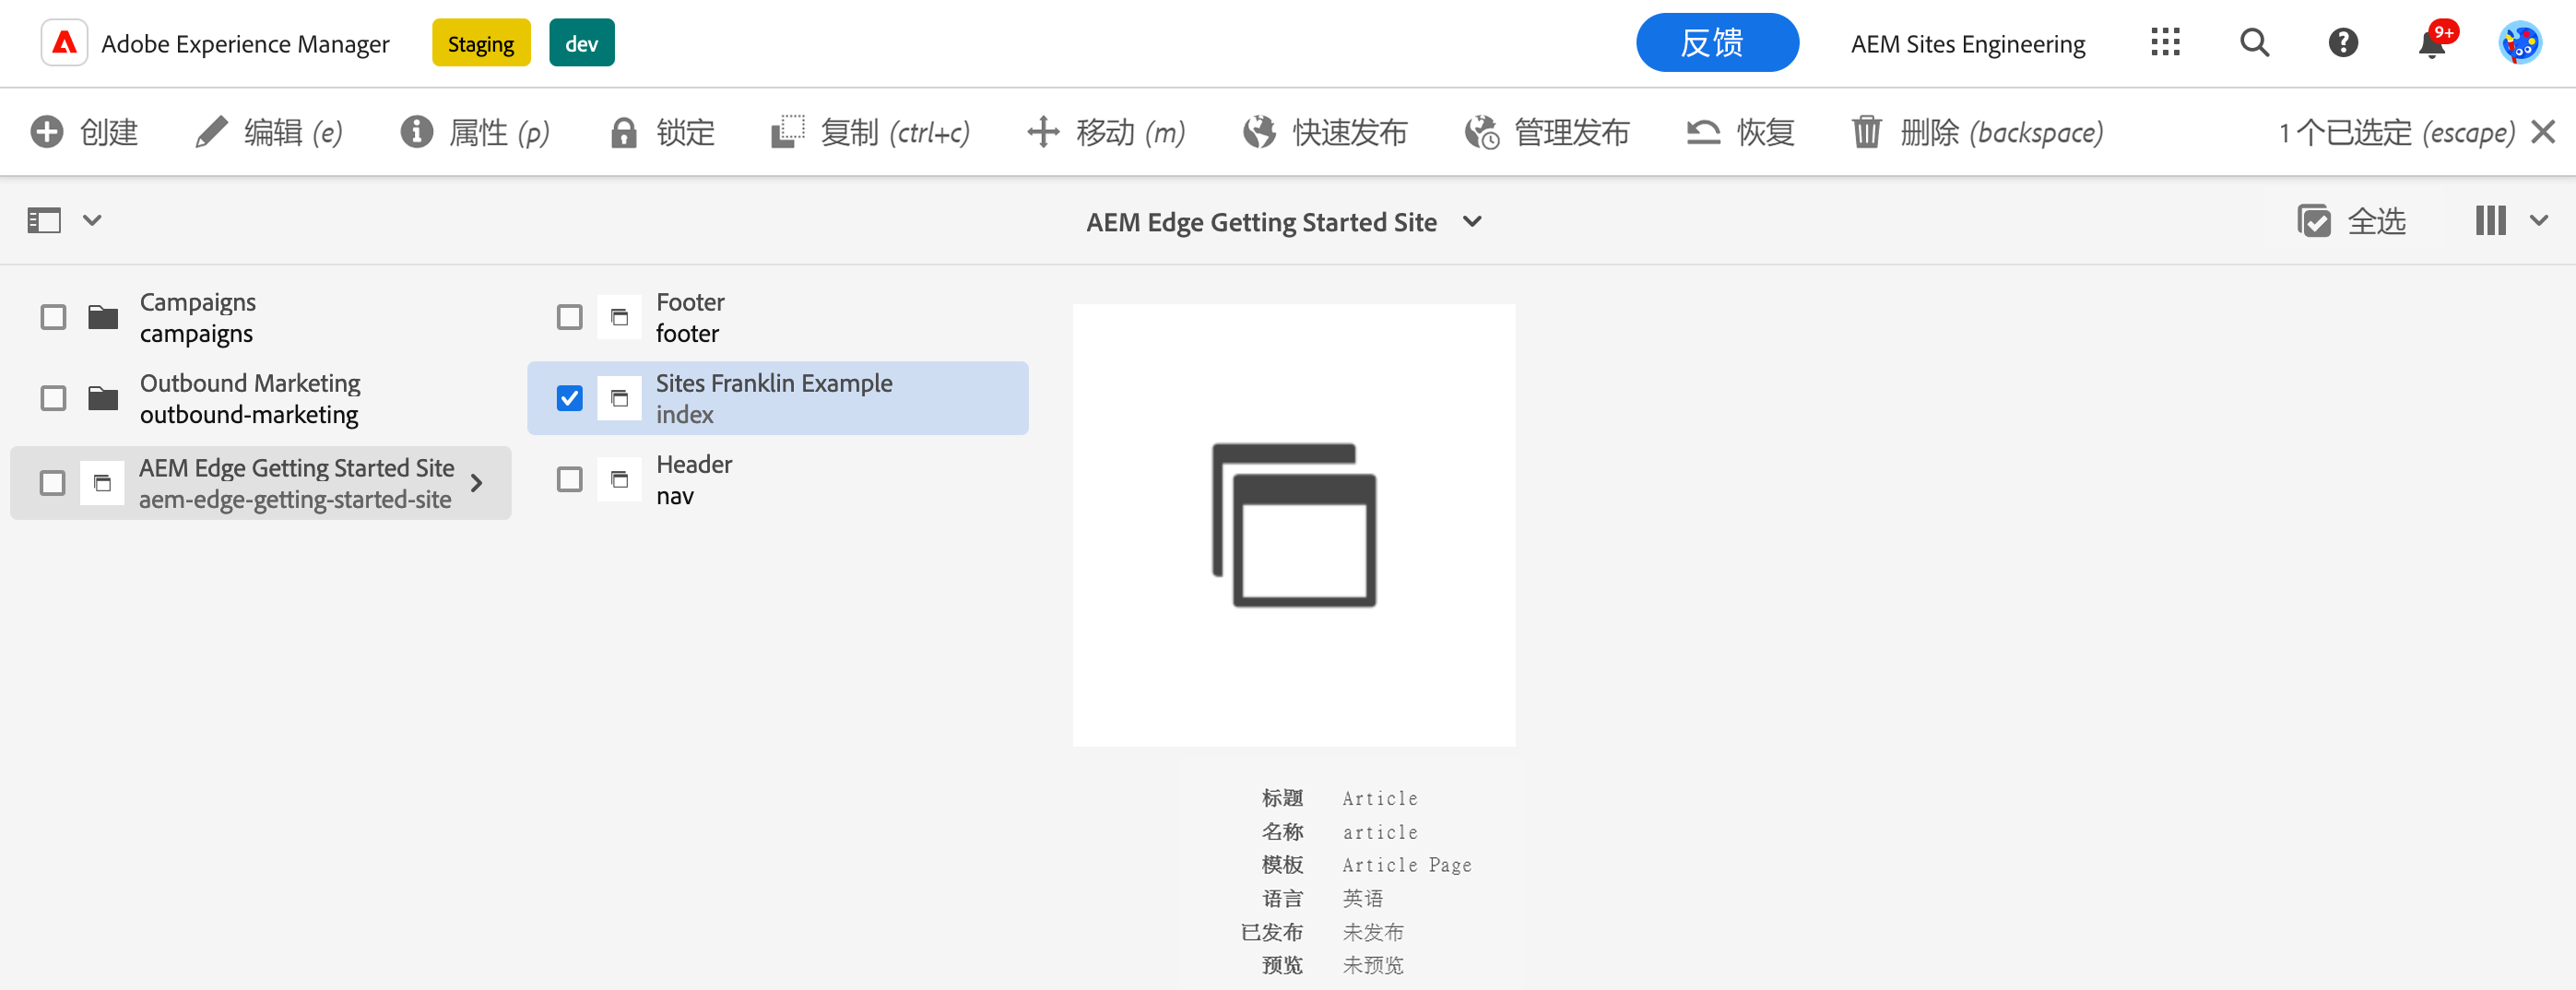 Adobe Experience Manager Staging dev 反馈 AEM Sites Engineering 9+
创建 编辑 (e) 属性 (p) 锁定 复制 (ctrl+c) 移动 (m) 快速发布 管理发布 恢复 删除 (backspace) 1 个已选定 (escape)
AEM Edge Getting Started Site 全选
Campaigns
campaigns
Outbound Marketing
outbound-marketing
AEM Edge Getting Started Site
aem-edge-getting-started-site
Footer
footer
Sites Franklin Example
index
Header
nav
标题 Article
名称 article
模板 Article Page
语言 英语
已发布 未发布
预览 未预览